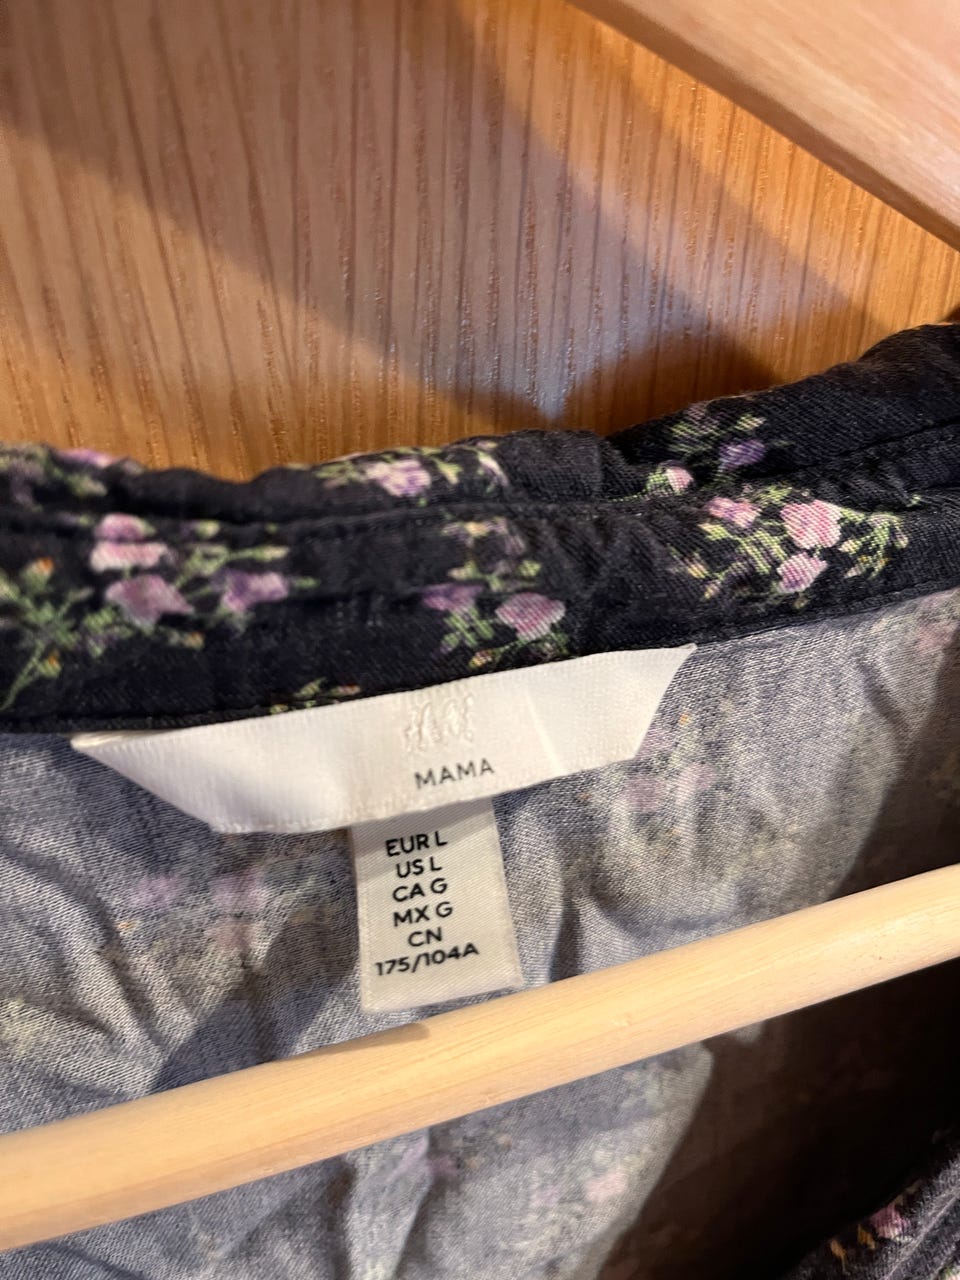 H&M
MAMA
EUR L
US L
CA G
MX G
CN
175/104A